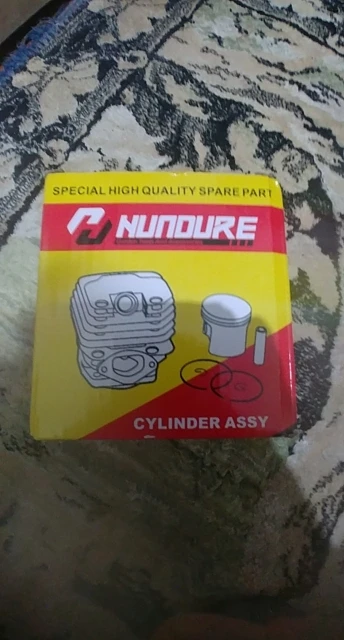 SPECIAL HIGH QUALITY SPARE PART
NUNDURE
CYLINDER ASSY